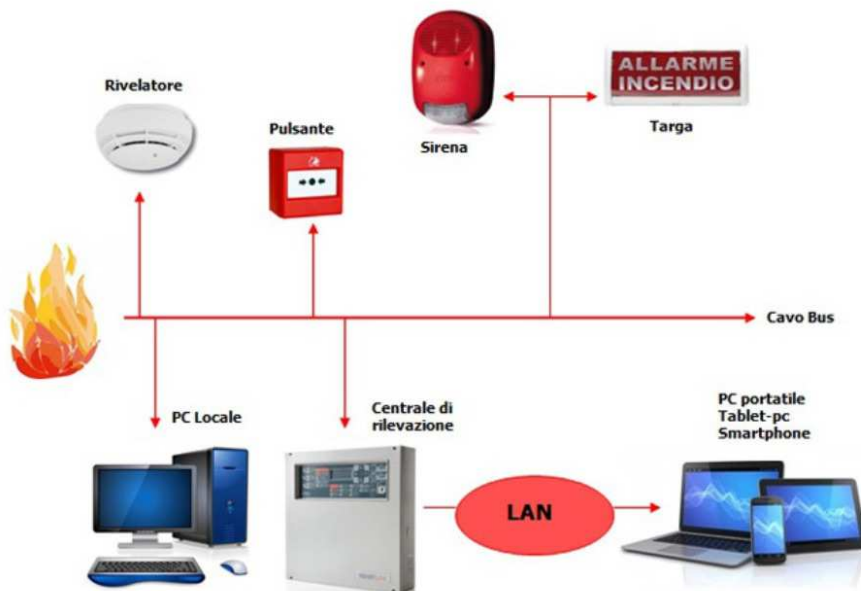 Rivelatore
Pulsante
Sirena
ALLARME
INCENDIO
Targa
Cavo Bus
PC Locale
Centrale di
rilevazione
LAN
PC portatile
Tablet-pc
Smartphone